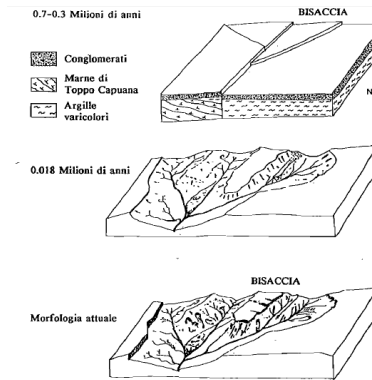 0.7-0.3 Milioni di anni
BISACCIA
Conglomerati
Marne di
Toppo Capuana
Argille
varicolori
N
0.018 Milioni di anni
BISACCIA
Morfologia attuale